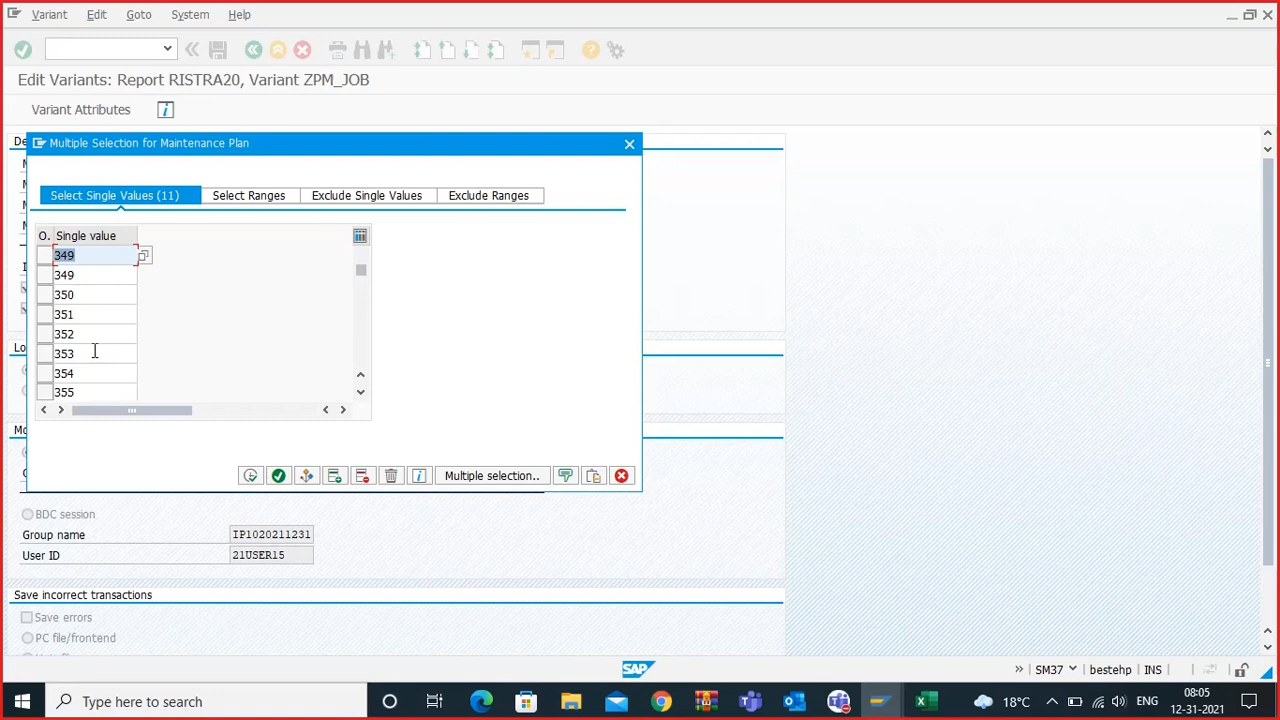 Variant Edit Goto System Help
Edit Variants: Report RISTRA20, Variant ZPM_JOB
Variant Attributes
De
Multiple Selection for Maintenance Plan
Select Single Values (11) Select Ranges Exclude Single Values Exclude Ranges
O. Single value
349
349
350
351
352
353
354
355
Lo
Mo
Multiple selection..
BDC session
Group name IP1020211231
User ID 21USER15
Save incorrect transactions
Save errors
PC file/frontend
SAP
SM37 bestehp INS
Type here to search
18°C ENG
08:05
12-31-2021